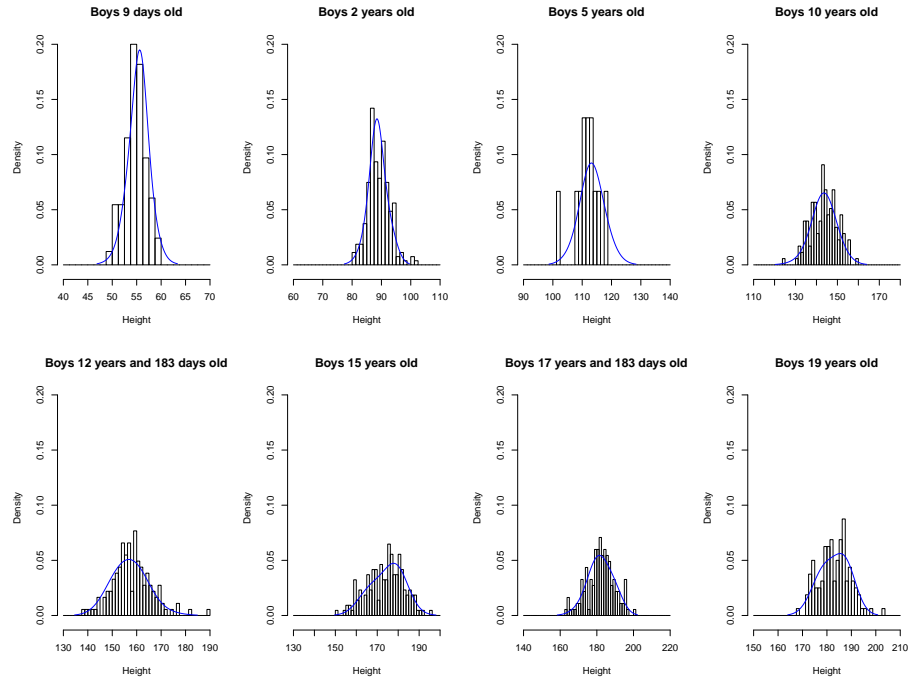 Boys 9 days old
Density
0.00 0.05 0.10 0.15 0.20
40 45 50 55 60 65 70
Height
Boys 2 years old
Density
0.00 0.05 0.10 0.15 0.20
60 70 80 90 100 110
Height
Boys 5 years old
Density
0.00 0.05 0.10 0.15 0.20
90 100 110 120 130 140
Height
Boys 10 years old
Density
0.00 0.05 0.10 0.15 0.20
110 130 150 170
Height
Boys 12 years and 183 days old
Density
0.00 0.05 0.10 0.15 0.20
130 140 150 160 170 180 190
Height
Boys 15 years old
Density
0.00 0.05 0.10 0.15 0.20
130 150 170 190
Height
Boys 17 years and 183 days old
Density
0.00 0.05 0.10 0.15 0.20
140 160 180 200 220
Height
Boys 19 years old
Density
0.00 0.05 0.10 0.15 0.20
150 160 170 180 190 200 210
Height